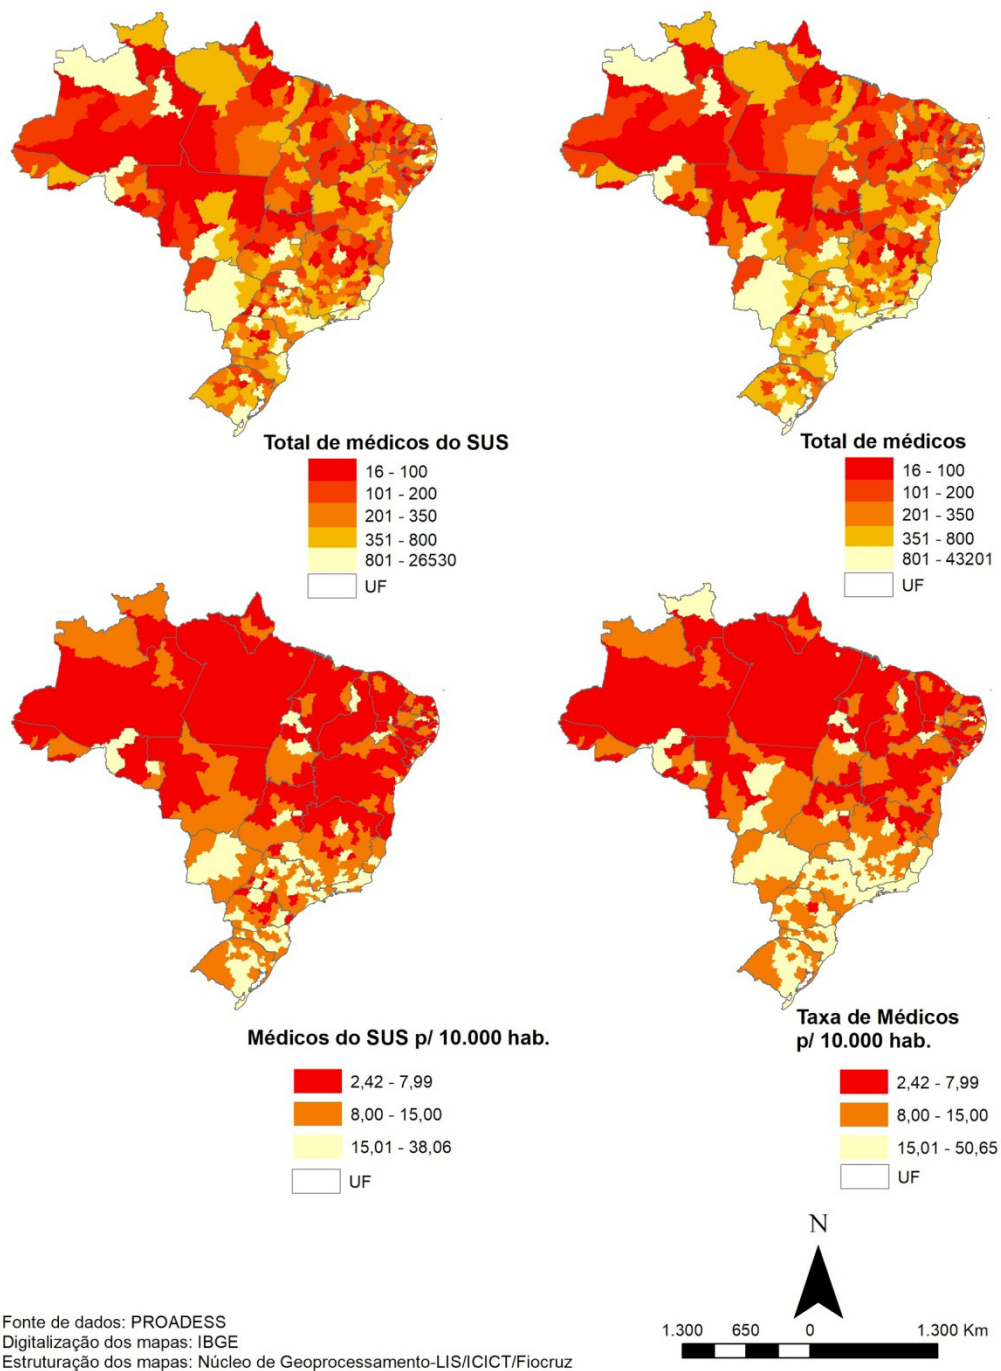 Total de médicos do SUS
16 - 100
101 - 200
201 - 350
351 - 800
801 - 26530
UF
Total de médicos
16 - 100
101 - 200
201 - 350
351 - 800
801 - 43201
UF
Médicos do SUS p/ 10.000 hab.
2,42 - 7,99
8,00 - 15,00
15,01 - 38,06
UF
Taxa de Médicos
p/ 10.000 hab.
2,42 - 7,99
8,00 - 15,00
15,01 - 50,65
UF
N
1.300 650 0 1.300 Km
Fonte de dados: PROADESS
Digitalização dos mapas: IBGE
Estruturação dos mapas: Núcleo de Geoprocessamento-LIS/ICICT/Fiocruz